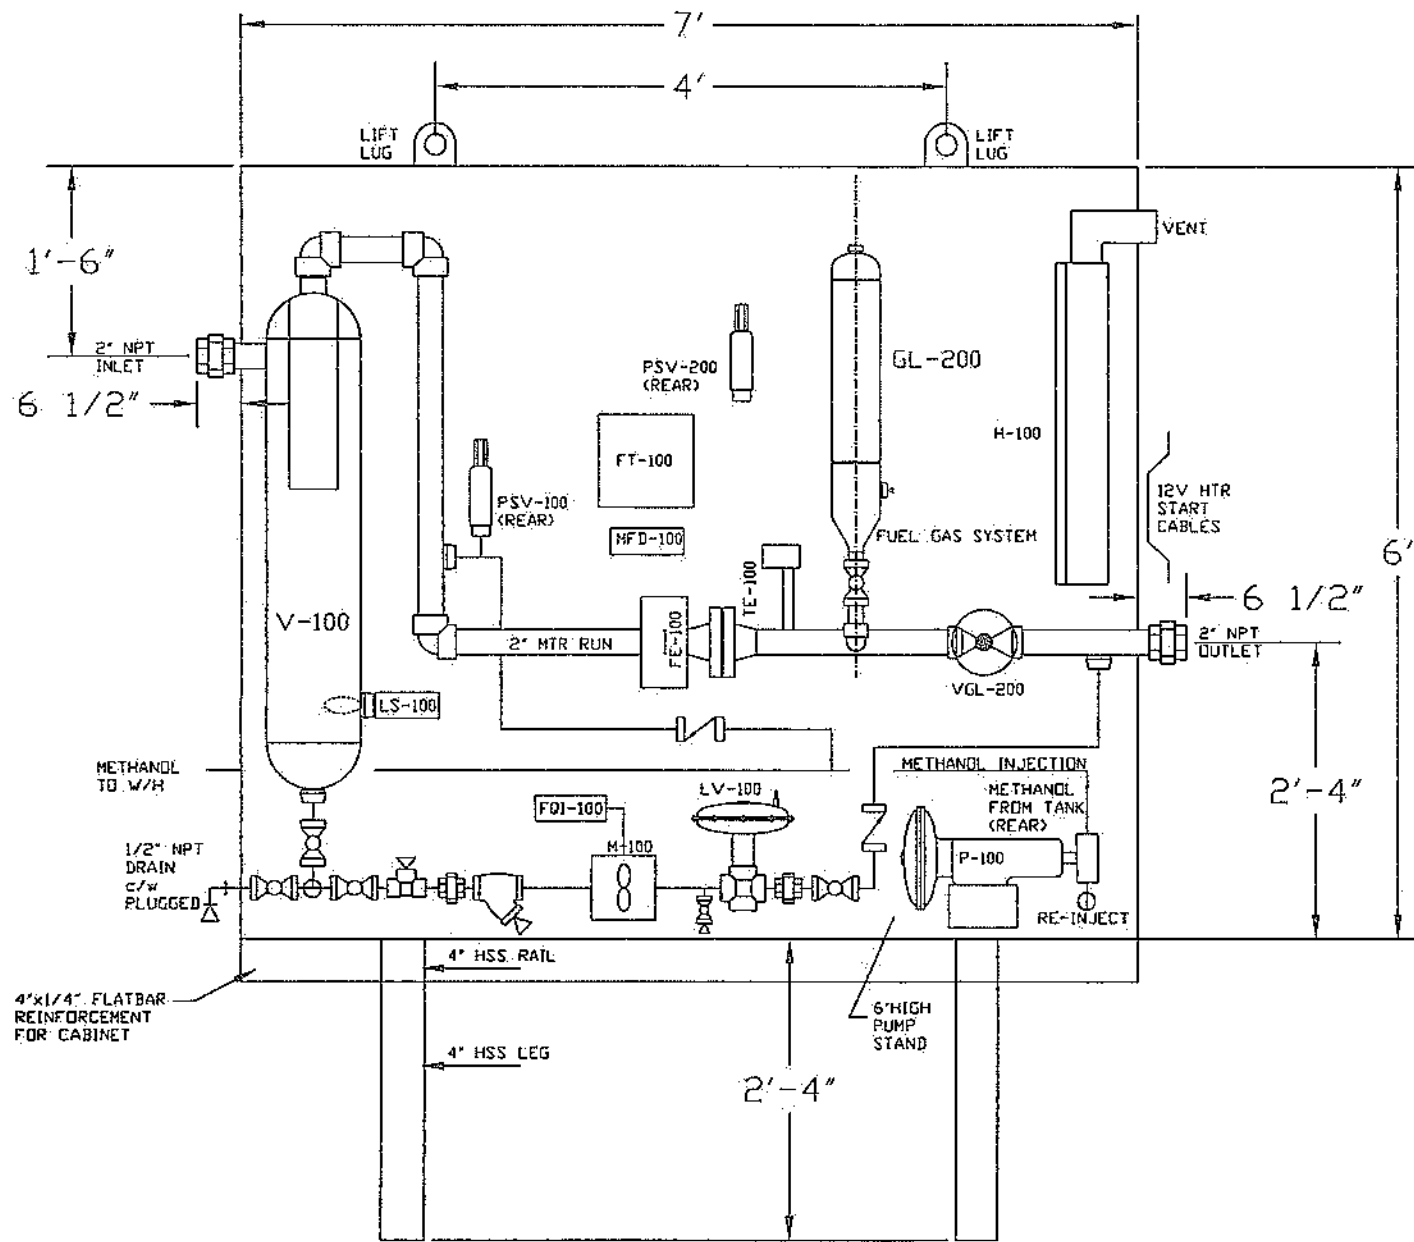 7'
4'
LIFT
LUG
LIFT
LUG
VENT
1'-6"
2" NPT
INLET
6 1/2"
PSV-200
(REAR)
GL-200
H-100
FT-100
PSV-100
(REAR)
12V HTR
START
CABLES
MFD-100
FUEL GAS SYSTEM
6'
TE-100
6 1/2"
V-100
2" MTR RUN
FE-100
2" NPT
OUTLET
VGL-200
LS-100
METHANOL
TO W/H
METHANOL INJECTION
2'-4"
LV-100
METHANOL
FROM TANK
(REAR)
FQI-100
1/2" NPT
DRAIN
c/w
PLUGGED
M-100
P-100
RE-INJECT
4" HSS RAIL
4"x1/4" FLATBAR
REINFORCEMENT
FOR CABINET
6"HIGH
PUMP
STAND
4" HSS LEG
2'-4"